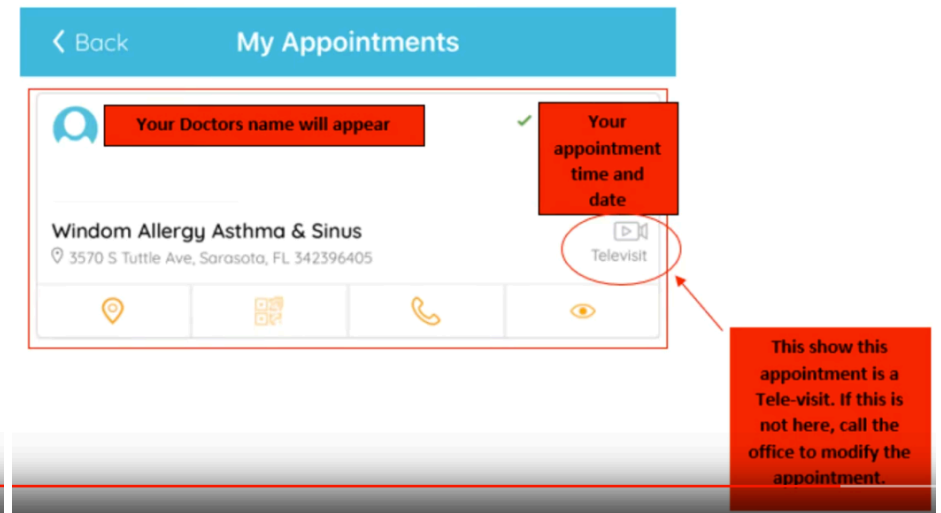 Back
My Appointments
Your Doctors name will appear
Your
appointment
time and
date
Windom Allergy Asthma & Sinus
3570 S Tuttle Ave, Sarasota, FL 342396405
Televisit
This show this
appointment is a
Tele-visit. If this is
not here, call the
office to modify the
appointment.